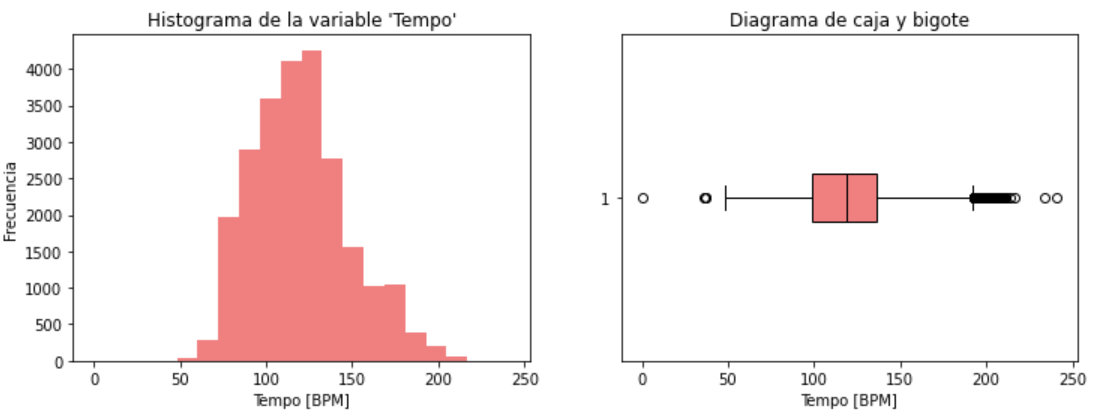 Histograma de la variable 'Tempo'
4000
3500
3000
2500
2000
1500
1000
500
0
Frecuencia
0 50 100 150 200 250
Tempo [BPM]
Diagrama de caja y bigote
1
0 50 100 150 200 250
Tempo [BPM]